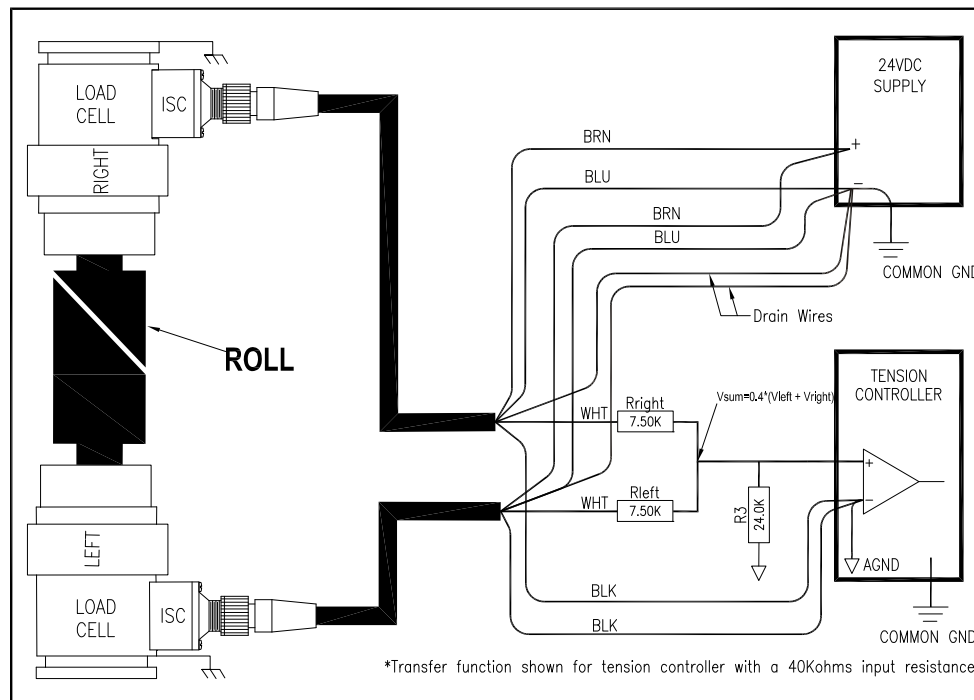 LOAD
CELL
ISC
RIGHT
ROLL
LEFT
LOAD
CELL
ISC
BRN
BLU
BRN
BLU
Drain Wires
24VDC
SUPPLY
+
−
COMMON GND
TENSION
CONTROLLER
Vsum=0.4*(Vleft + Vright)
WHT
Rright
7.50K
WHT
Rleft
7.50K
R3
24.0K
+
−
AGND
BLK
BLK
COMMON GND
*Transfer function shown for tension controller with a 40Kohms input resistance